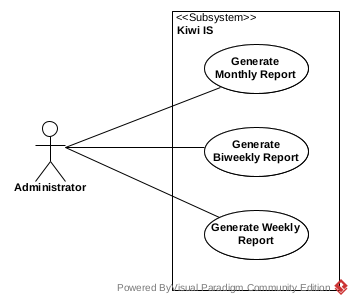 <<Subsystem>>
Kiwi IS
Generate
Monthly Report
Generate
Biweekly Report
Administrator
Generate Weekly
Report
Powered By Visual Paradigm Community Edition